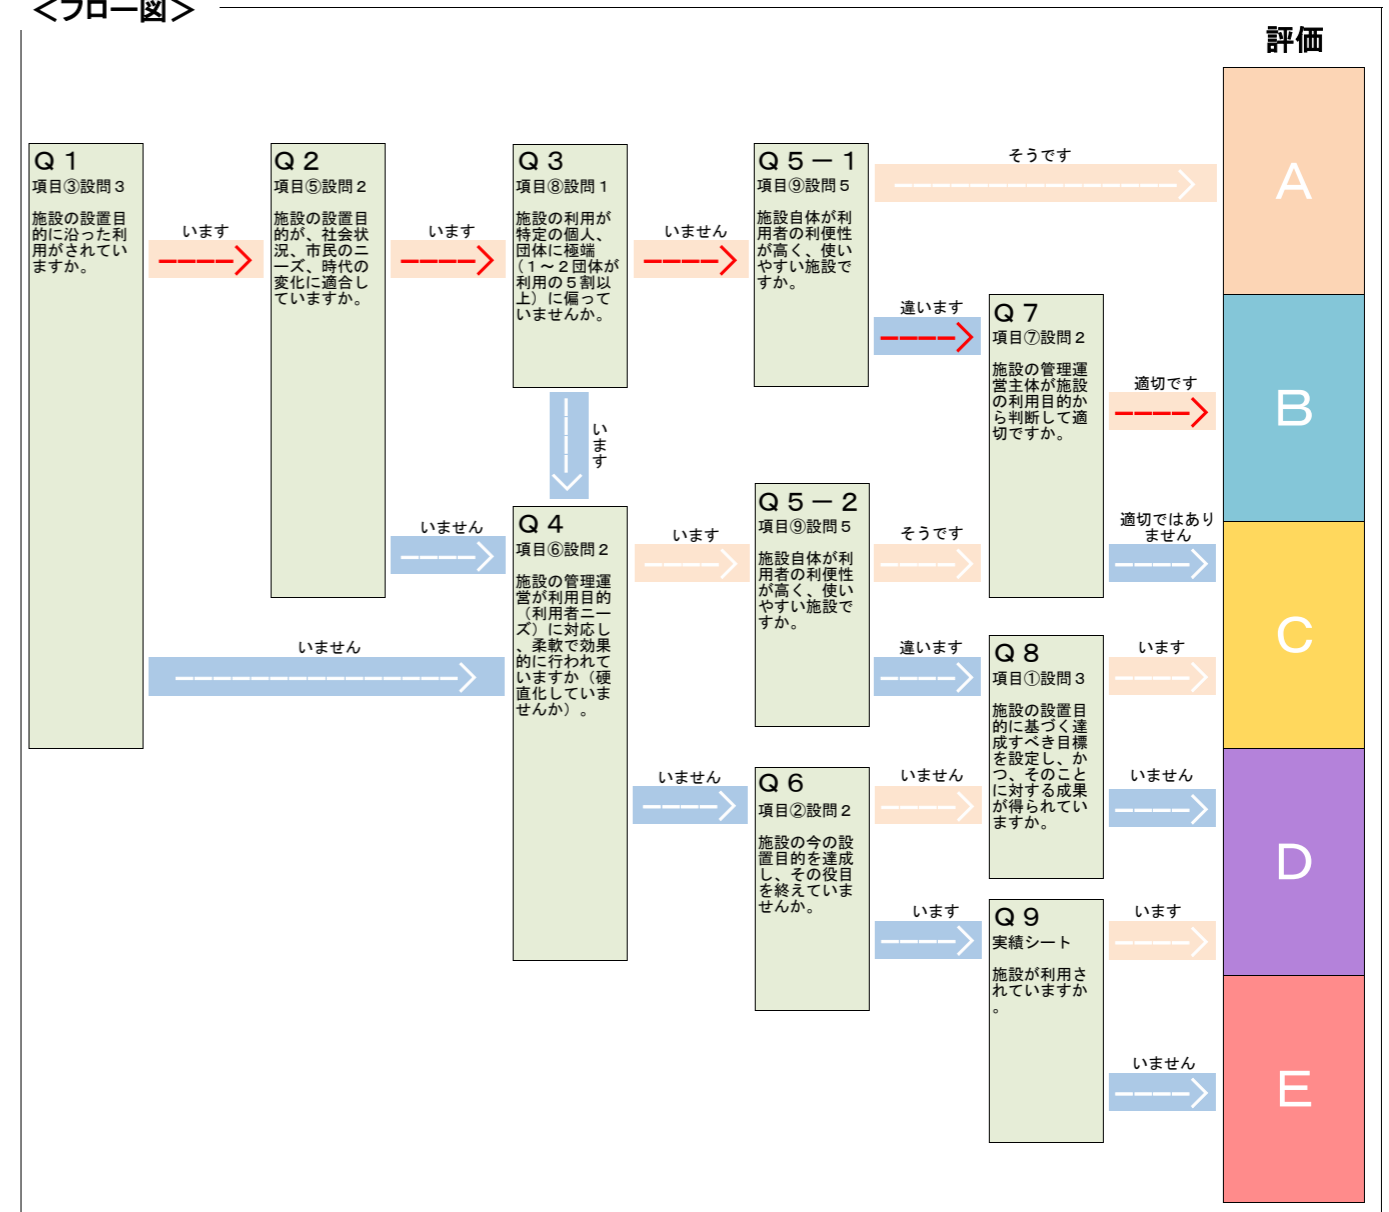 ＜フロー図＞
評価
Ｑ１
項目③設問３
施設の設置目
的に沿った利
用がされてい
ますか。
います
いません
Ｑ２
項目⑤設問２
施設の設置目
的が、社会状
況、市民のニ
ーズ、時代の
変化に適合し
ていますか。
います
いません
Ｑ３
項目⑧設問１
施設の利用が
特定の個人、
団体に極端
（１～２団体が
利用の５割以
上）に偏って
いませんか。
いません
います
Ｑ４
項目⑥設問２
施設の管理運
営が利用目的
（利用者ニー
ズ）に対応し
、柔軟で効果
的に行われて
いますか（硬
直化していま
せんか）。
います
いません
Ｑ５－１
項目⑨設問５
施設自体が利
用者の利便性
が高く、使い
やすい施設で
すか。
そうです
違います
Ｑ５－２
項目⑨設問５
施設自体が利
用者の利便性
が高く、使い
やすい施設で
すか。
そうです
違います
Ｑ６
項目②設問２
施設の今の設
置目的を達成
し、その役目
を終えていま
せんか。
いません
います
Ｑ７
項目⑦設問２
施設の管理運
営主体が施設
の利用目的か
ら判断して適
切ですか。
適切です
適切ではあり
ません
Ｑ８
項目①設問３
施設の設置目
的に基づく達
成すべき目標
を設定し、か
つ、そのこと
に対する成果
が得られてい
ますか。
います
いません
Ｑ９
実績シート
施設が利用さ
れていますか
。
います
いません
Ａ
Ｂ
Ｃ
Ｄ
Ｅ